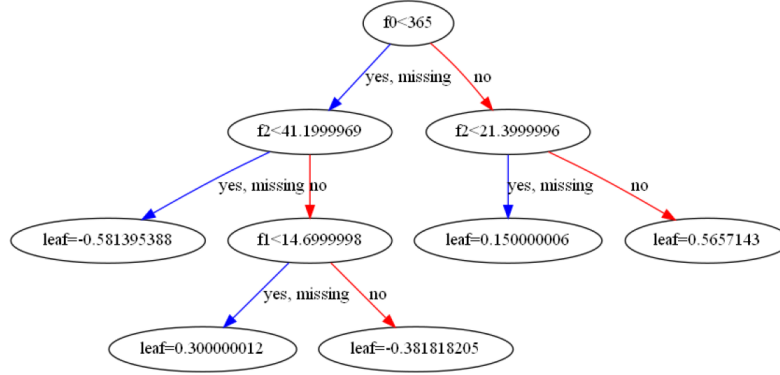 f0<365
yes, missing
no
f2<41.1999969
f2<21.3999996
yes, missing
no
yes, missing
no
leaf=-0.581395388
f1<14.6999998
leaf=0.150000006
leaf=0.5657143
yes, missing
no
leaf=0.300000012
leaf=-0.381818205